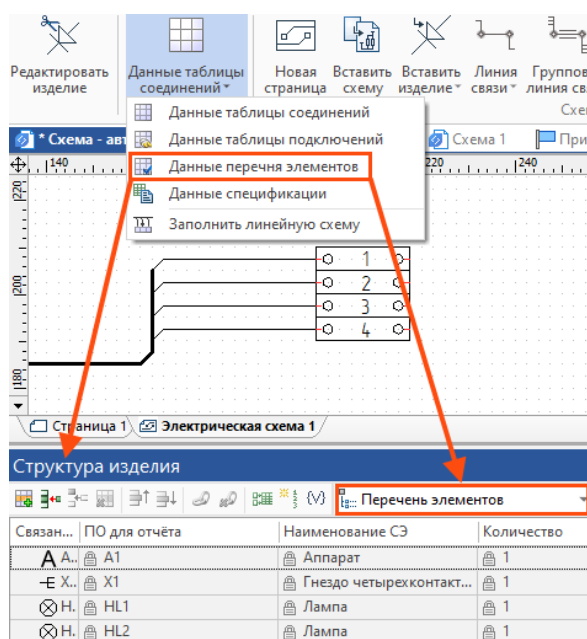 Редактировать изделие
Данные таблицы соединений
Новая страница
Вставить схему
Вставить изделие
Линия связи
Группов
линия св
Схе
Данные таблицы соединений
Данные таблицы подключений
Данные перечня элементов
Данные спецификации
Заполнить линейную схему
* Схема - авт
Схема 1
При
140
220
240
220
200
180
1
2
3
4
Страница 1
Электрическая схема 1
Структура изделия
Перечень элементов
Связан... ПО для отчёта Наименование СЭ Количество
А.. A1 Аппарат 1
X.. X1 Гнездо четырехконтакт... 1
H. HL1 Лампа 1
H. HL2 Лампа 1